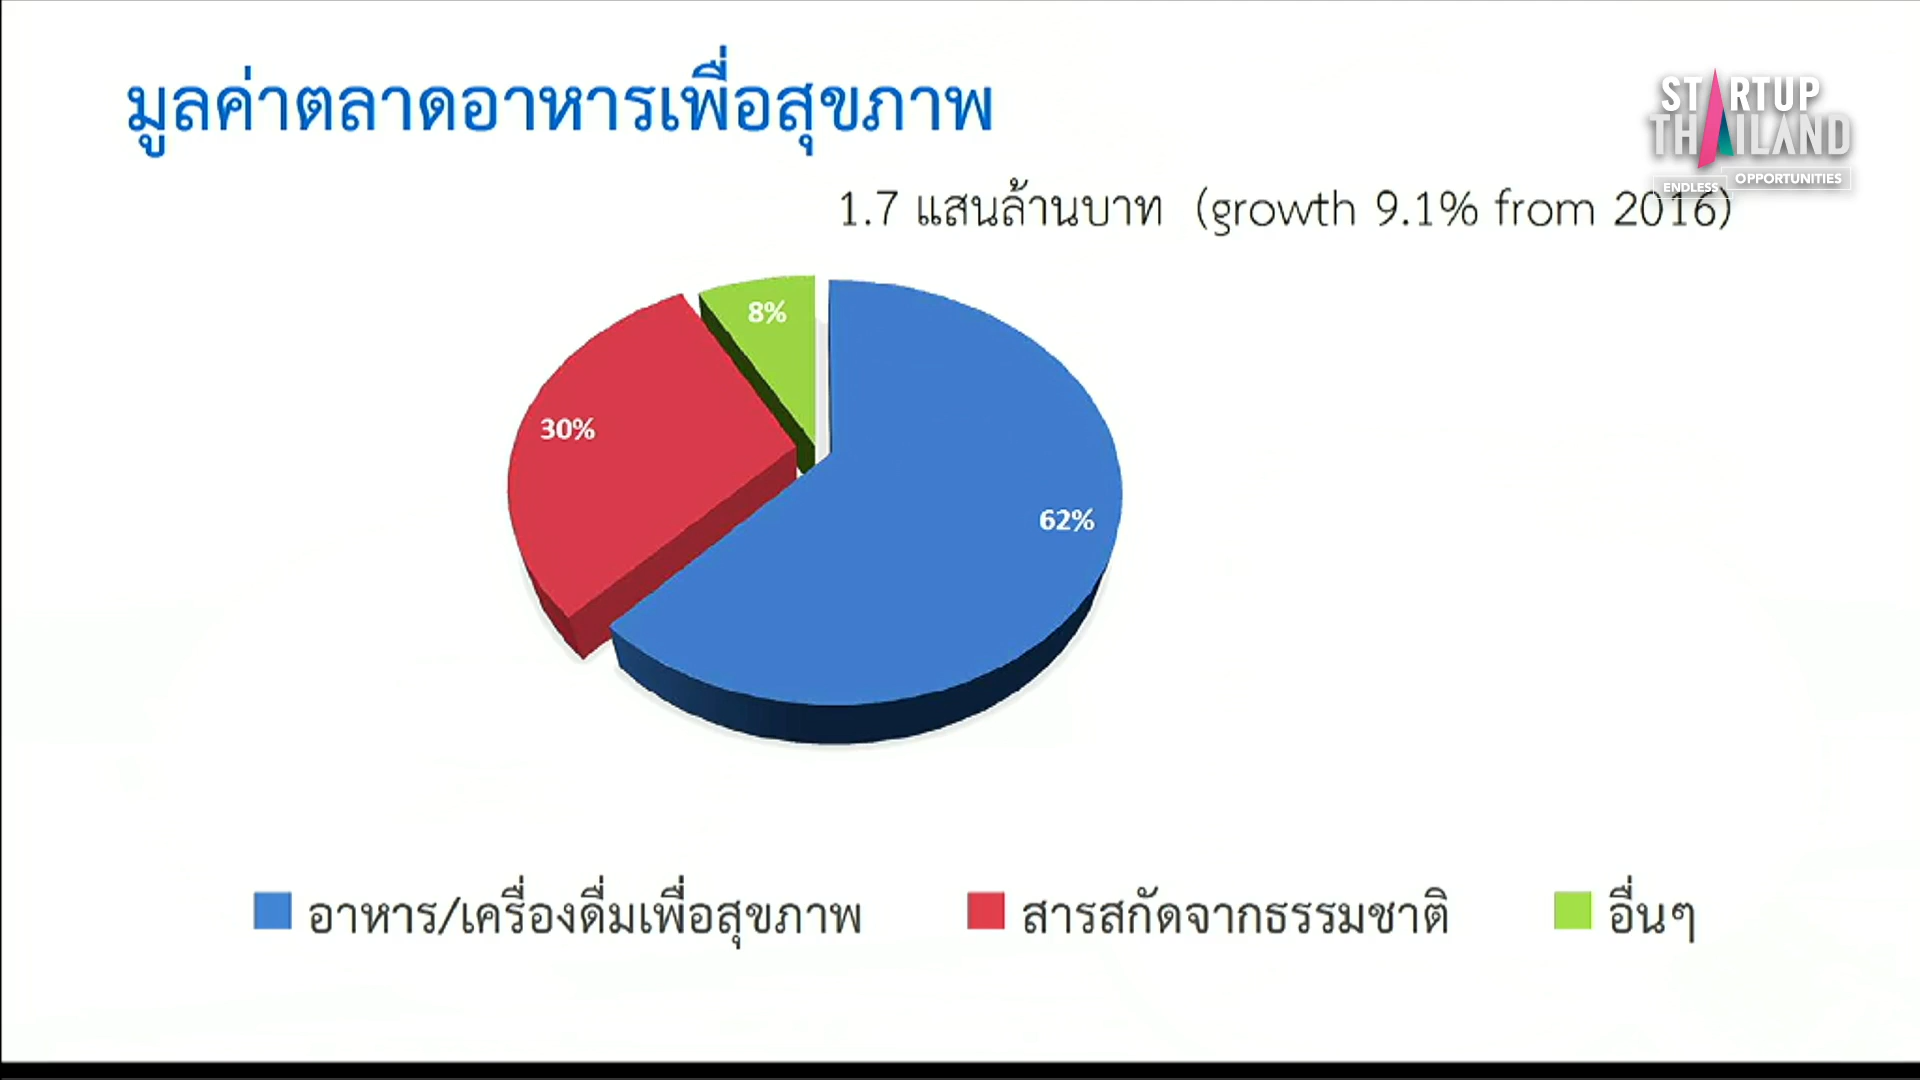 มูลค่าตลาดอาหารเพื่อสุขภาพ
STARTUP
THAILAND
ENDLESS OPPORTUNITIES
1.7 แสนล้านบาท (growth 9.1% from 2016)
8%
30%
62%
อาหาร/เครื่องดื่มเพื่อสุขภาพ
สารสกัดจากธรรมชาติ
อื่นๆ